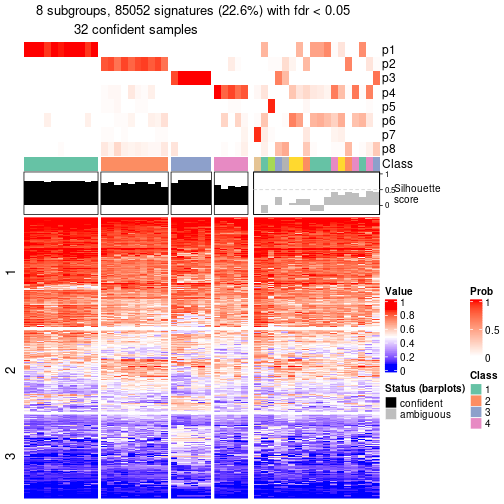 8 subgroups, 85052 signatures (22.6%) with fdr < 0.05
32 confident samples
p1
p2
p3
p4
p5
p6
p7
p8
Class
1
0.5
0
Silhouette
score
1
2
3
Value
1
0.8
0.6
0.4
0.2
0
Status (barplots)
confident
ambiguous
Prob
1
0.5
0
Class
1
2
3
4